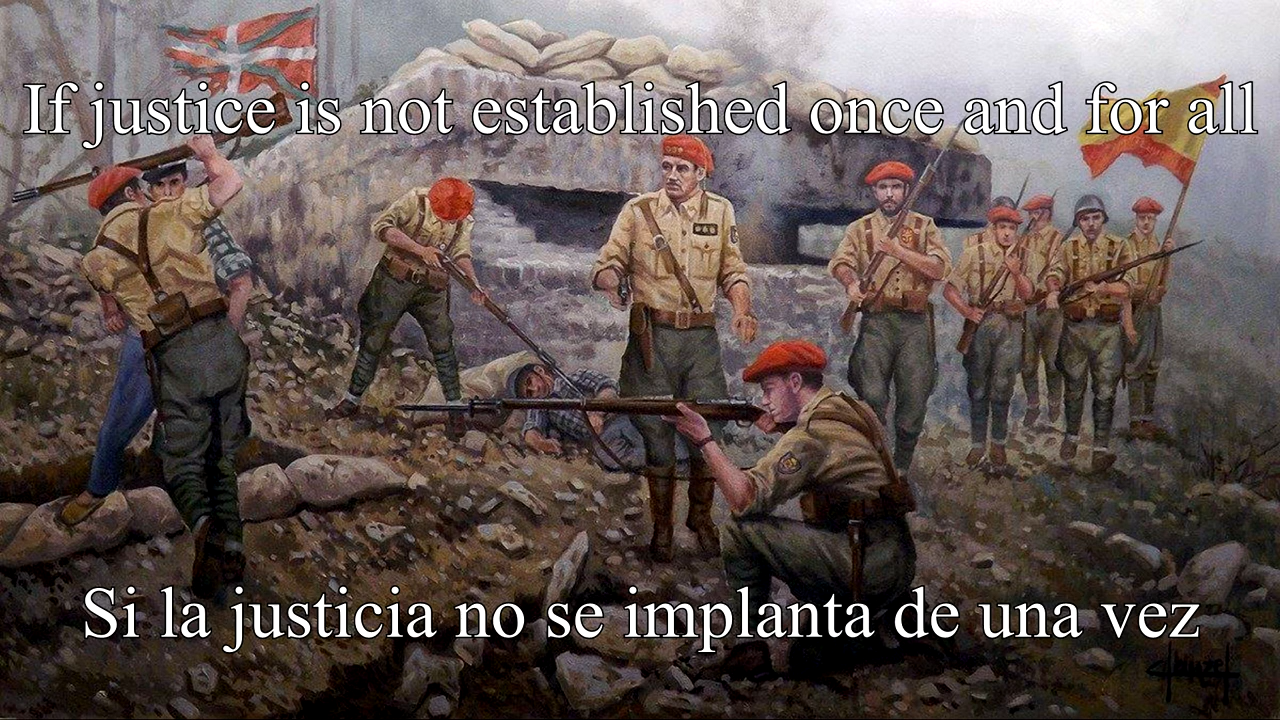 If justice is not established once and for all
Si la justicia no se implanta de una vez